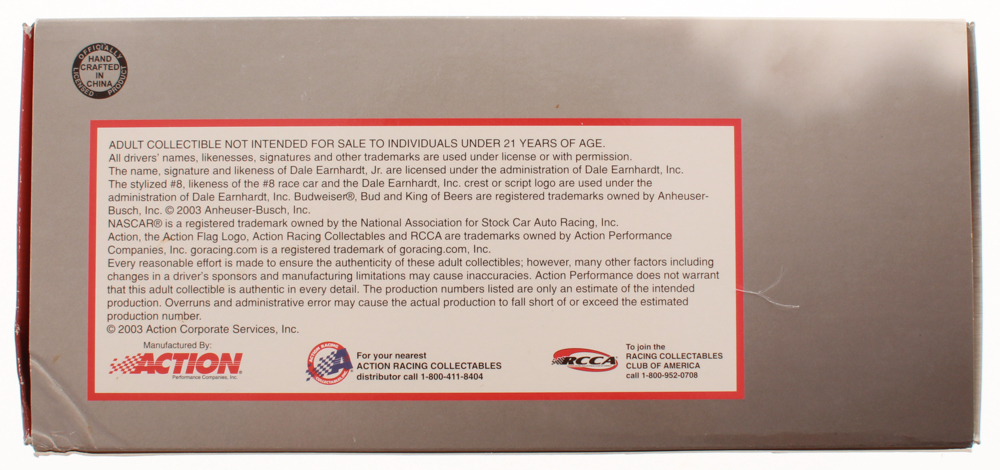 OFFICIALLY
HAND
CRAFTED
IN
CHINA
LICENSED PRODUCT
ADULT COLLECTIBLE NOT INTENDED FOR SALE TO INDIVIDUALS UNDER 21 YEARS OF AGE.
All drivers' names, likenesses, signatures and other trademarks are used under license or with permission.
The name, signature and likeness of Dale Earnhardt, Jr. are licensed under the administration of Dale Earnhardt, Inc.
The stylized #8, likeness of the #8 race car and the Dale Earnhardt, Inc. crest or script logo are used under the
administration of Dale Earnhardt, Inc. Budweiser®, Bud and King of Beers are registered trademarks owned by Anheuser-
Busch, Inc. © 2003 Anheuser-Busch, Inc.
NASCAR® is a registered trademark owned by the National Association for Stock Car Auto Racing, Inc.
Action, the Action Flag Logo, Action Racing Collectables and RCCA are trademarks owned by Action Performance
Companies, Inc. goracing.com is a registered trademark of goracing.com, Inc.
Every reasonable effort is made to ensure the authenticity of these adult collectibles; however, many other factors including
changes in a driver's sponsors and manufacturing limitations may cause inaccuracies. Action Performance does not warrant
that this adult collectible is authentic in every detail. The production numbers listed are only an estimate of the intended
production. Overruns and administrative error may cause the actual production to fall short of or exceed the estimated
production number.
© 2003 Action Corporate Services, Inc.
Manufactured By:
ACTION
Performance Companies, Inc.
ACTION RACING
A
For your nearest
ACTION RACING COLLECTABLES
distributor call 1-800-411-8404
RCCA
To join the
RACING COLLECTABLES
CLUB OF AMERICA
call 1-800-952-0708